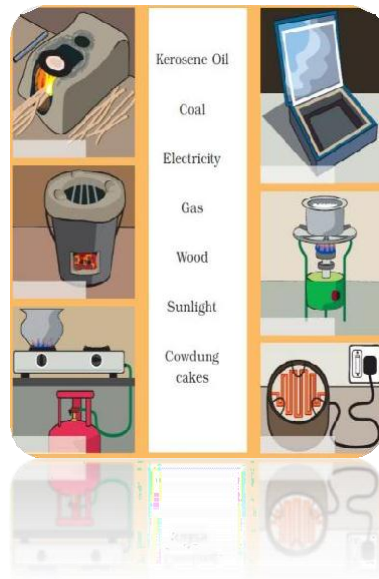 Kerosene Oil
Coal
Electricity
Gas
Wood
Sunlight
Cowdung
cakes